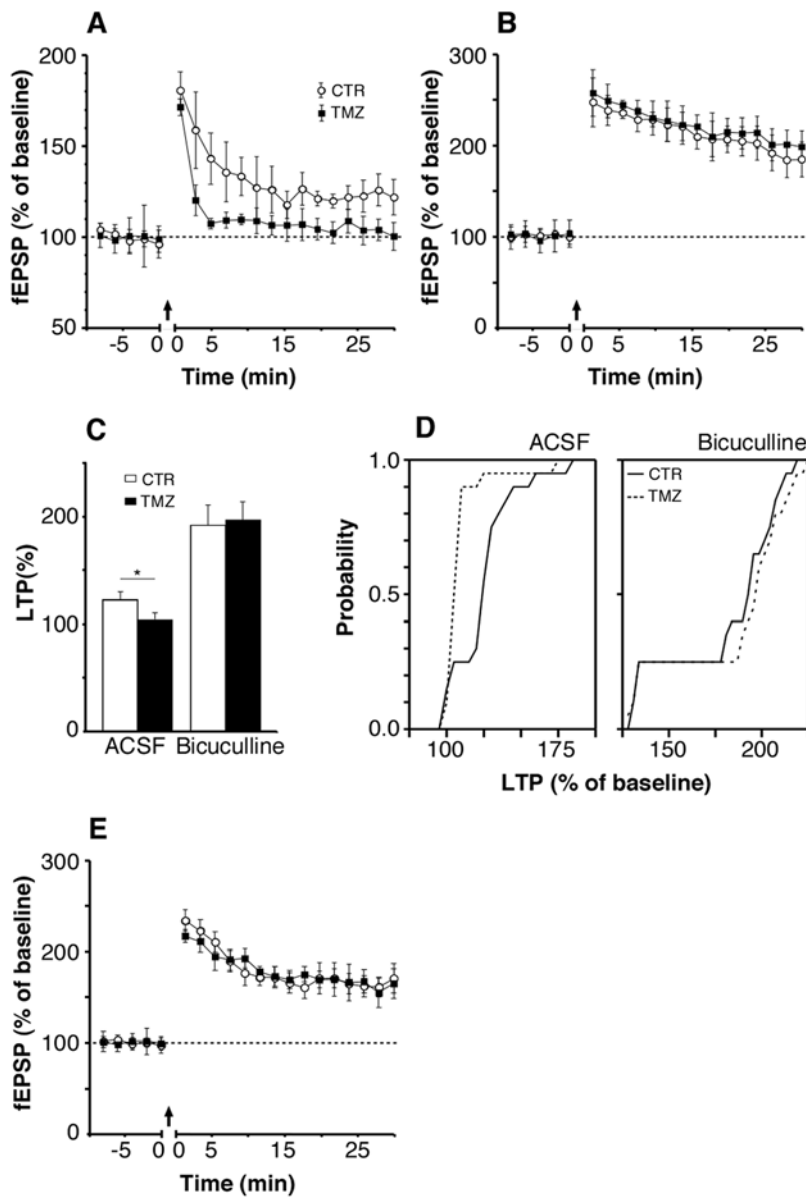 A
200
150
100
50
fEPSP (% of baseline)
CTR
TMZ
-5 0 0 5 15 25
Time (min)
B
300
200
100
0
fEPSP (% of baseline)
-5 0 0 5 15 25
Time (min)
C
200
100
0
LTP(%)
CTR
TMZ
*
ACSF Bicuculline
D
ACSF Bicuculline
1.0
0.5
0.0
Probability
CTR
TMZ
100 175 150 200
LTP (% of baseline)
E
300
200
100
0
fEPSP (% of baseline)
-5 0 0 5 15 25
Time (min)